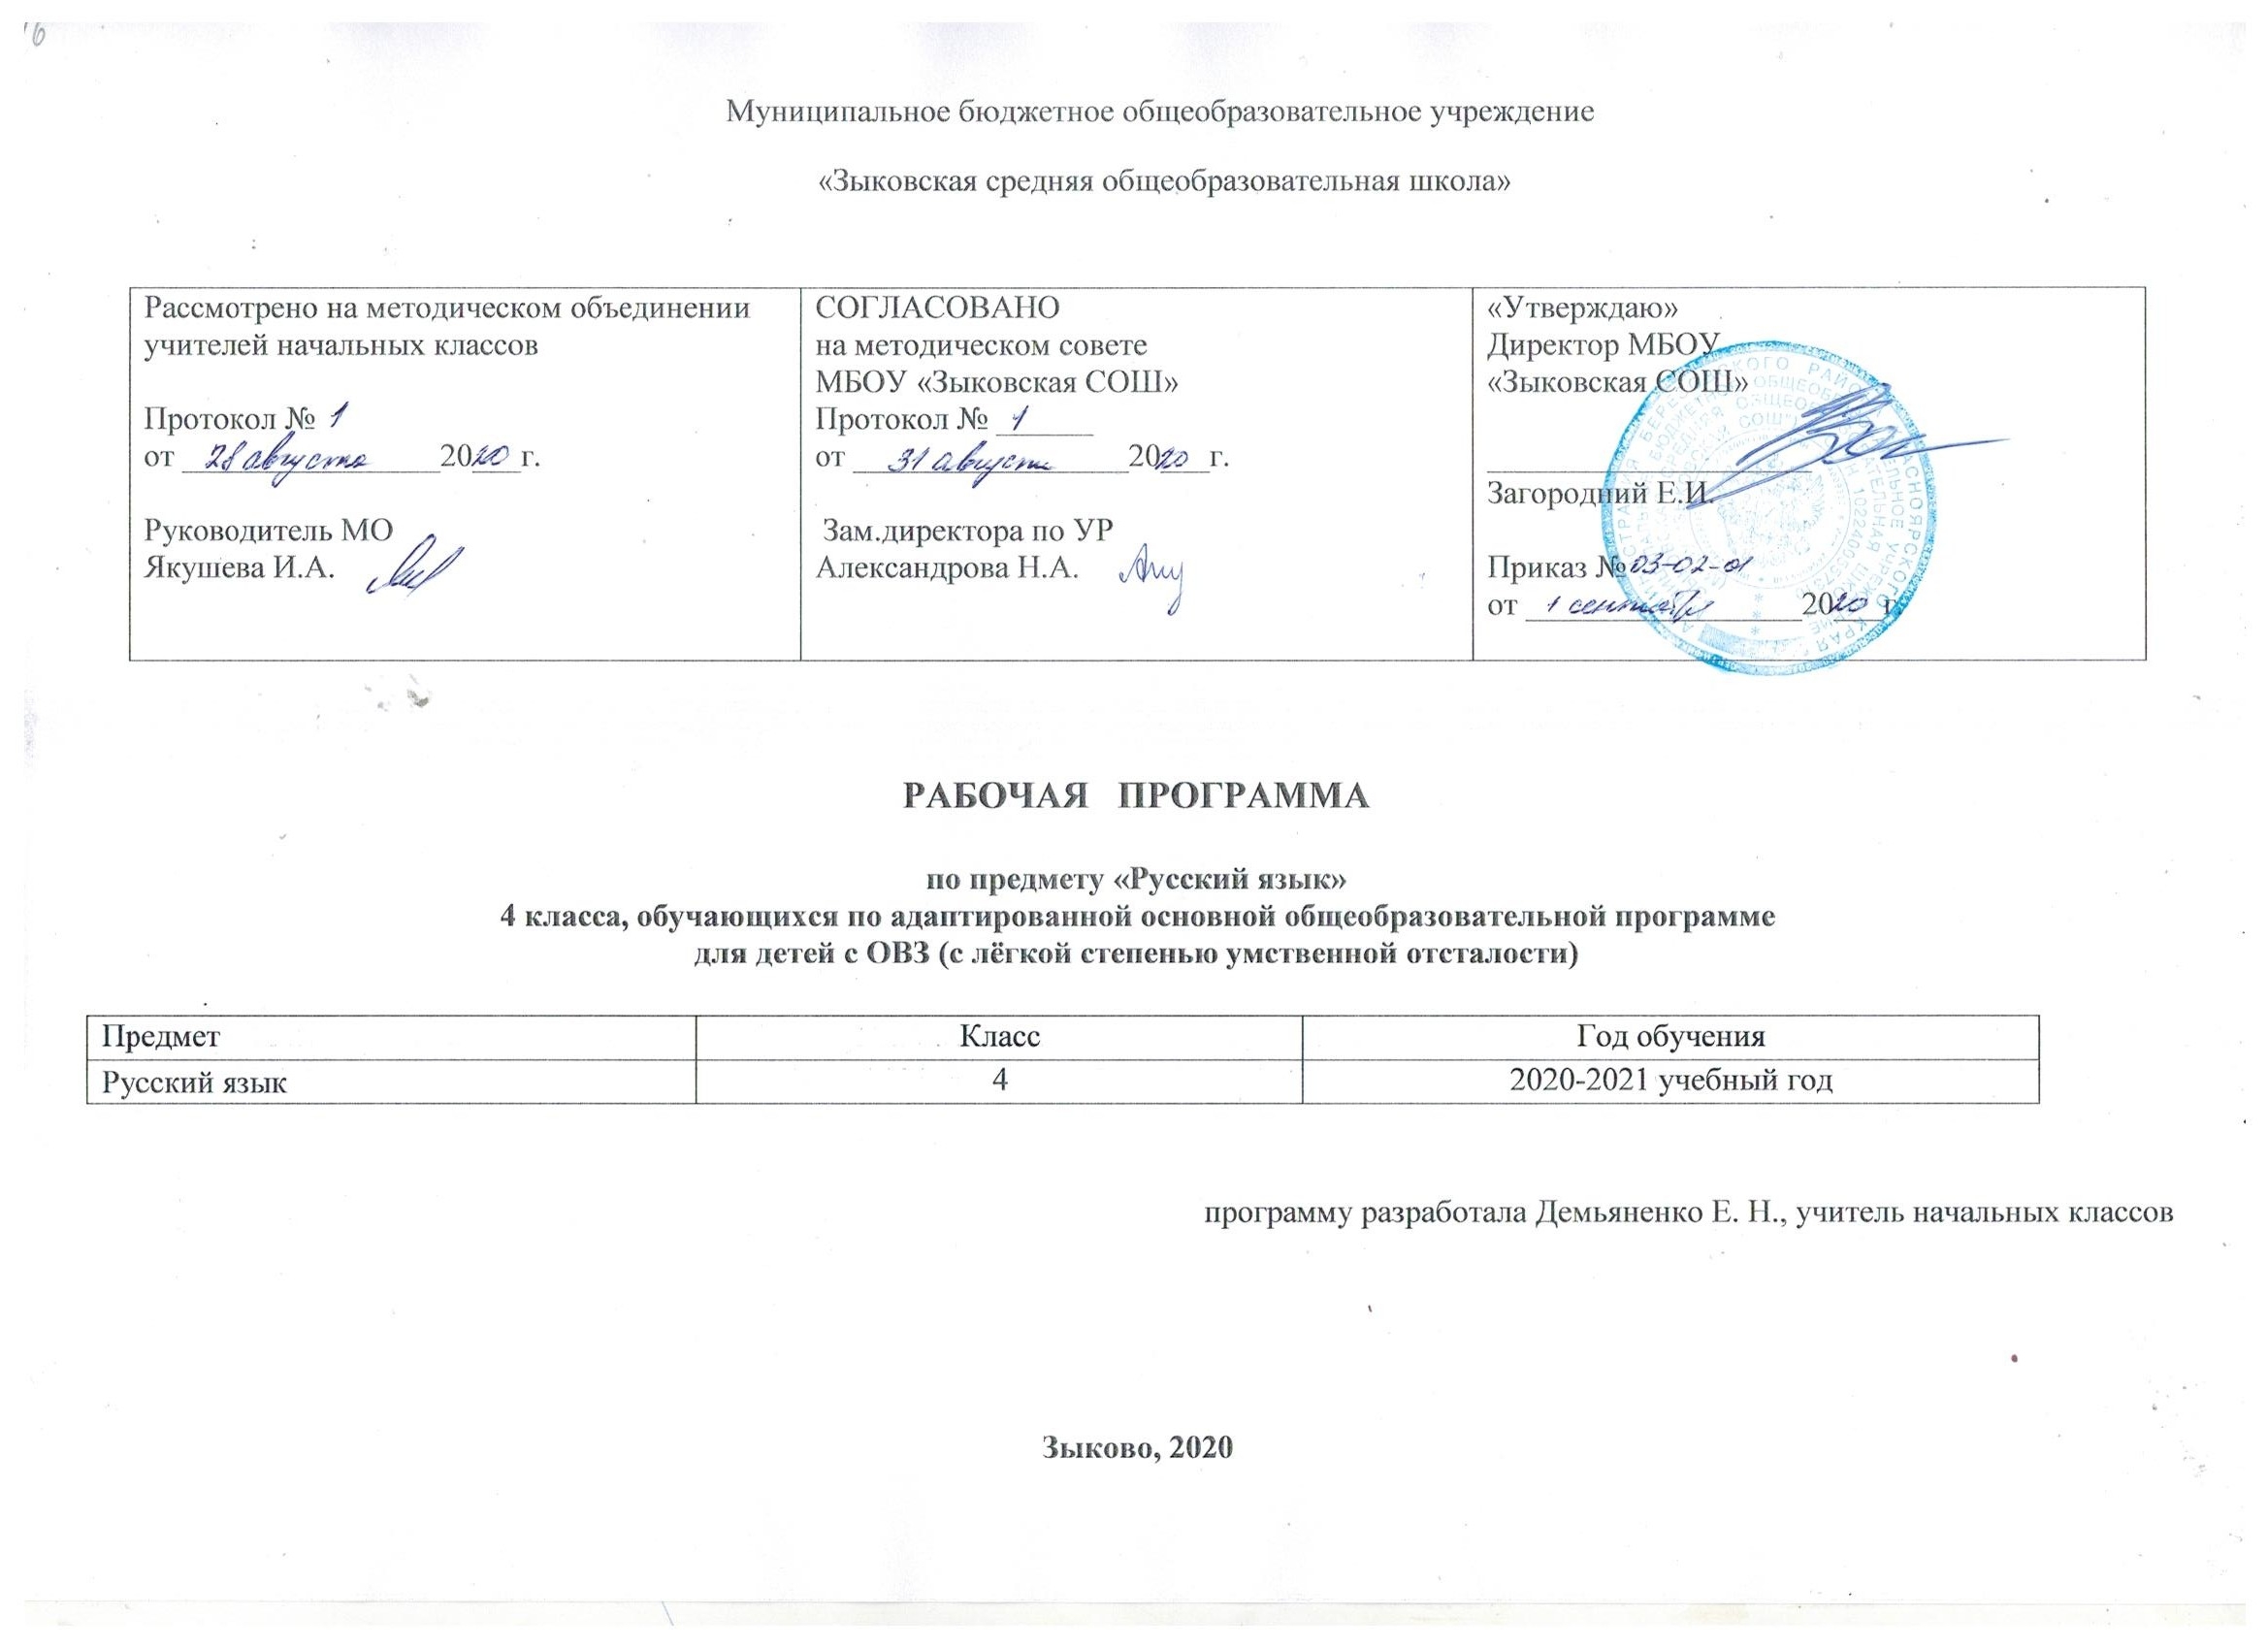 Муниципальное бюджетное общеобразовательное учреждение
«Зыковская средняя общеобразовательная школа»
Рассмотрено на методическом объединении
учителей начальных классов
Протокол № 1
от 28 августа 2020 г.
Руководитель МО
Якушева И.А.
СОГЛАСОВАНО
на методическом совете
МБОУ «Зыковская СОШ»
Протокол № 1
от 31 августа 2020 г.
Зам.директора по УР
Александрова Н.А.
«Утверждаю»
Директор МБОУ
«Зыковская СОШ»
Загородний Е.И.
Приказ № 03-02-01
от 1 сентября 2020 г.
РАБОЧАЯ ПРОГРАММА
по предмету «Русский язык»
4 класса, обучающихся по адаптированной основной общеобразовательной программе
для детей с ОВЗ (с лёгкой степенью умственной отсталости)
Предмет Класс Год обучения
Русский язык 4 2020-2021 учебный год
программу разработала Демьяненко Е. Н., учитель начальных классов
Зыково, 2020